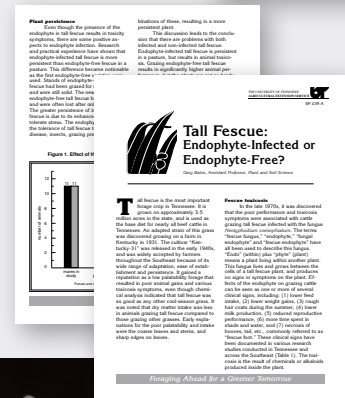 Plant persistence
Even though the presence of the
endophyte in tall fescue results in toxicity
symptoms, there are some positive as-
pects to endophyte infection. Research
and practical experience have shown that
endophyte-infected tall fescue is more
persistent than endophyte-free fescue in a
pasture. This difference became noticeable
as the first endophyte-free
used. Stands of endophyte-
fescue had been grazed for
and were still good. The new
endophyte-free tall fescue
and were often lost after onl
The greater persistence of i
fescue is due to its enhance
tolerate stress. The endoph
the tolerance of tall fescue t
disease, insects, grazing pre
Figure 1. Effect of th
12
10
8
6
4
2
0
number of animals
11 11
mares in
study
binations of these, resulting in a more
persistent plant.
This discussion leads to the conclu-
sion that there are problems with both
infected and non-infected tall fescue.
Endophyte-infected tall fescue is persistent
in a pasture, but results in animal toxico-
sis. Grazing endophyte-free tall fescue
results in significantly higher animal per-
THE UNIVERSITY OF TENNESSEE
AGRICULTURAL EXTENSION SERVICE
SP 439-A
Tall Fescue:
Endophyte-Infected or
Endophyte-Free?
Gary Bates, Assistant Professor, Plant and Soil Science
Tall fescue is the most important
forage crop in Tennessee. It is
grown on approximately 3.5
million acres in the state, and is used as
the base diet for nearly all beef cattle in
Tennessee. An adapted strain of this grass
was discovered growing on a farm in
Kentucky in 1931. The cultivar "Ken-
tucky-31" was released in the early 1940s,
and was widely accepted by farmers
throughout the Southeast because of its
wide range of adaptation, ease of estab-
lishment and persistence. It gained a
reputation as a low palatability forage that
resulted in poor animal gains and various
toxicity symptoms, even though chemi-
cal analysis indicated that tall fescue was
as good as any other cool-season grass. It
was noted that dry matter intake was less
in animals grazing tall fescue compared to
those grazing other grasses. Early expla-
nations for the poor palatability and intake
were the coarse leaves and stems, and
sharp edges on leaves.
Fescue toxicosis
In the late 1970s, it was discovered
that the poor performance and toxicosis
symptoms were associated with cattle
grazing tall fescue infected with the fungus
Neotyphodium coenophialum. The terms
"fescue fungus," "endophyte," "fungal
endophyte" and "fescue endophyte" have
all been used to describe this fungus.
"Endo" (within) plus "phyte" (plant)
means a plant living within another plant.
This fungus lives and grows between the
cells of a tall fescue plant, and produces
no signs or symptoms on the plant. Ef-
fects of the endophyte on grazing cattle
can be seen as one or more of several
clinical signs, including: (1) lower feed
intake, (2) lower weight gains, (3) rough
hair coats during the summer, (4) lower
milk production, (5) reduced reproductive
performance, (6) more time spent in
shade and water, and (7) necrosis of
hooves, tail, etc., commonly referred to as
"fescue foot." These clinical signs have
been documented in various research
studies conducted in Tennessee and
across the Southeast (Table 1). The toxi-
cosis is the result of chemicals or alkaloids
produced inside the plant.
Foraging Ahead for a Greener Tomorrow